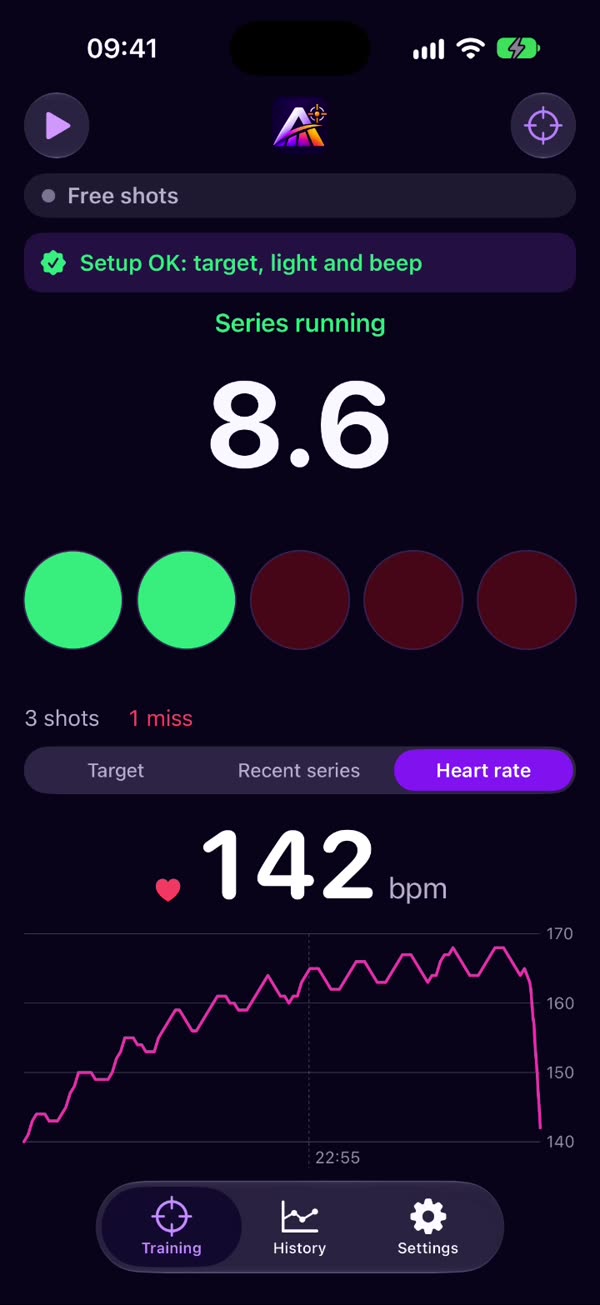 09:41
Free shots
Setup OK: target, light and beep
Series running
8.6
3 shots 1 miss
Target Recent series Heart rate
142 bpm
170
160
150
140
22:55
Training History Settings